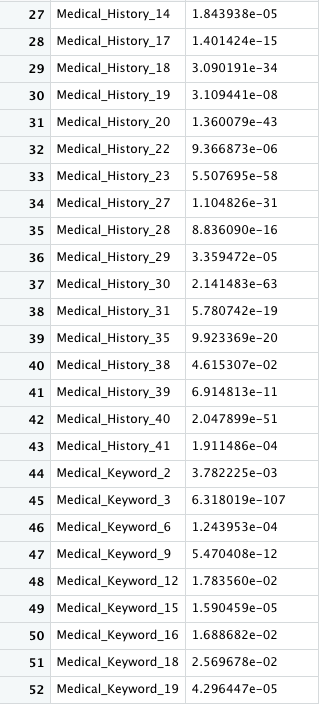 27 Medical_History_14 1.843938e-05
28 Medical_History_17 1.401424e-15
29 Medical_History_18 3.090191e-34
30 Medical_History_19 3.109441e-08
31 Medical_History_20 1.360079e-43
32 Medical_History_22 9.366873e-06
33 Medical_History_23 5.507695e-58
34 Medical_History_27 1.104826e-31
35 Medical_History_28 8.836090e-16
36 Medical_History_29 3.359472e-05
37 Medical_History_30 2.141483e-63
38 Medical_History_31 5.780742e-19
39 Medical_History_35 9.923369e-20
40 Medical_History_38 4.615307e-02
41 Medical_History_39 6.914813e-11
42 Medical_History_40 2.047899e-51
43 Medical_History_41 1.911486e-04
44 Medical_Keyword_2 3.782225e-03
45 Medical_Keyword_3 6.318019e-107
46 Medical_Keyword_6 1.243953e-04
47 Medical_Keyword_9 5.470408e-12
48 Medical_Keyword_12 1.783560e-02
49 Medical_Keyword_15 1.590459e-05
50 Medical_Keyword_16 1.688682e-02
51 Medical_Keyword_18 2.569678e-02
52 Medical_Keyword_19 4.296447e-05